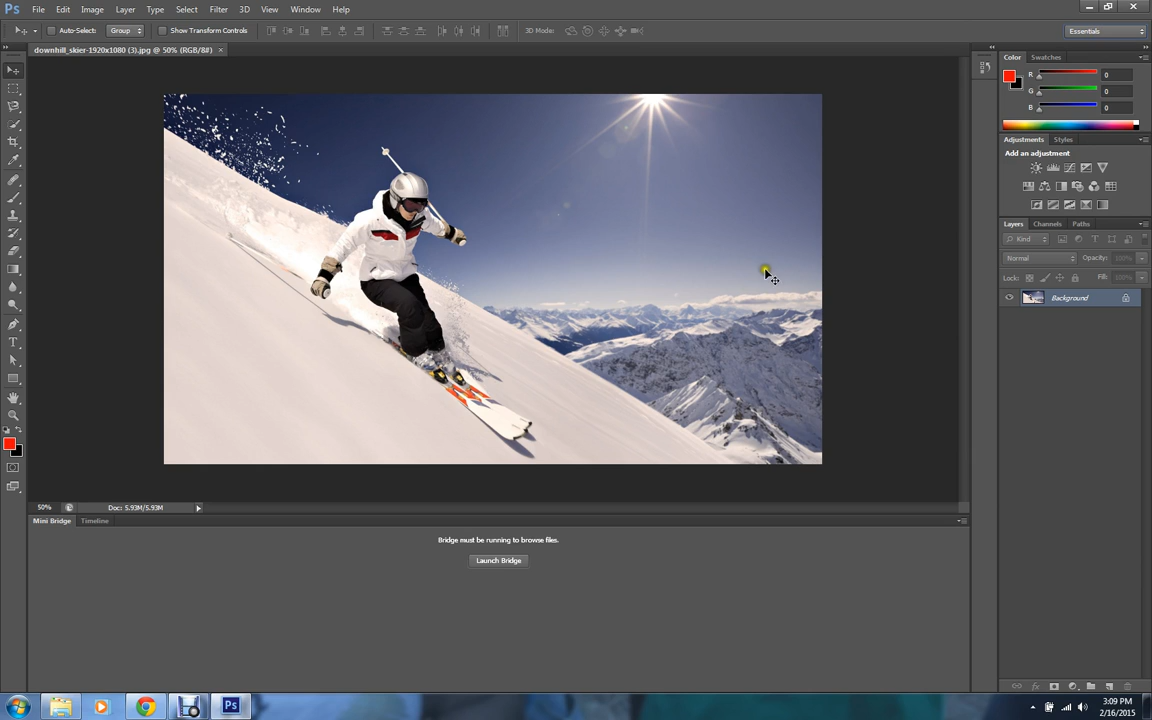 Ps File Edit Image Layer Type Select Filter 3D View Window Help
Auto-Select: Group Show Transform Controls 3D Mode: Essentials
downhill_skier-1920x1080 (3).jpg @ 50% (RGB/8#) ×
Color Swatches
R 0
G 0
B 0
Adjustments Styles
Add an adjustment
Layers Channels Paths
Kind
Normal Opacity: 100%
Lock: Fill: 100%
Background
50% Doc: 5.93M/5.93M
Mini Bridge Timeline
Bridge must be running to browse files.
Launch Bridge
Ps
3:09 PM
2/16/2015